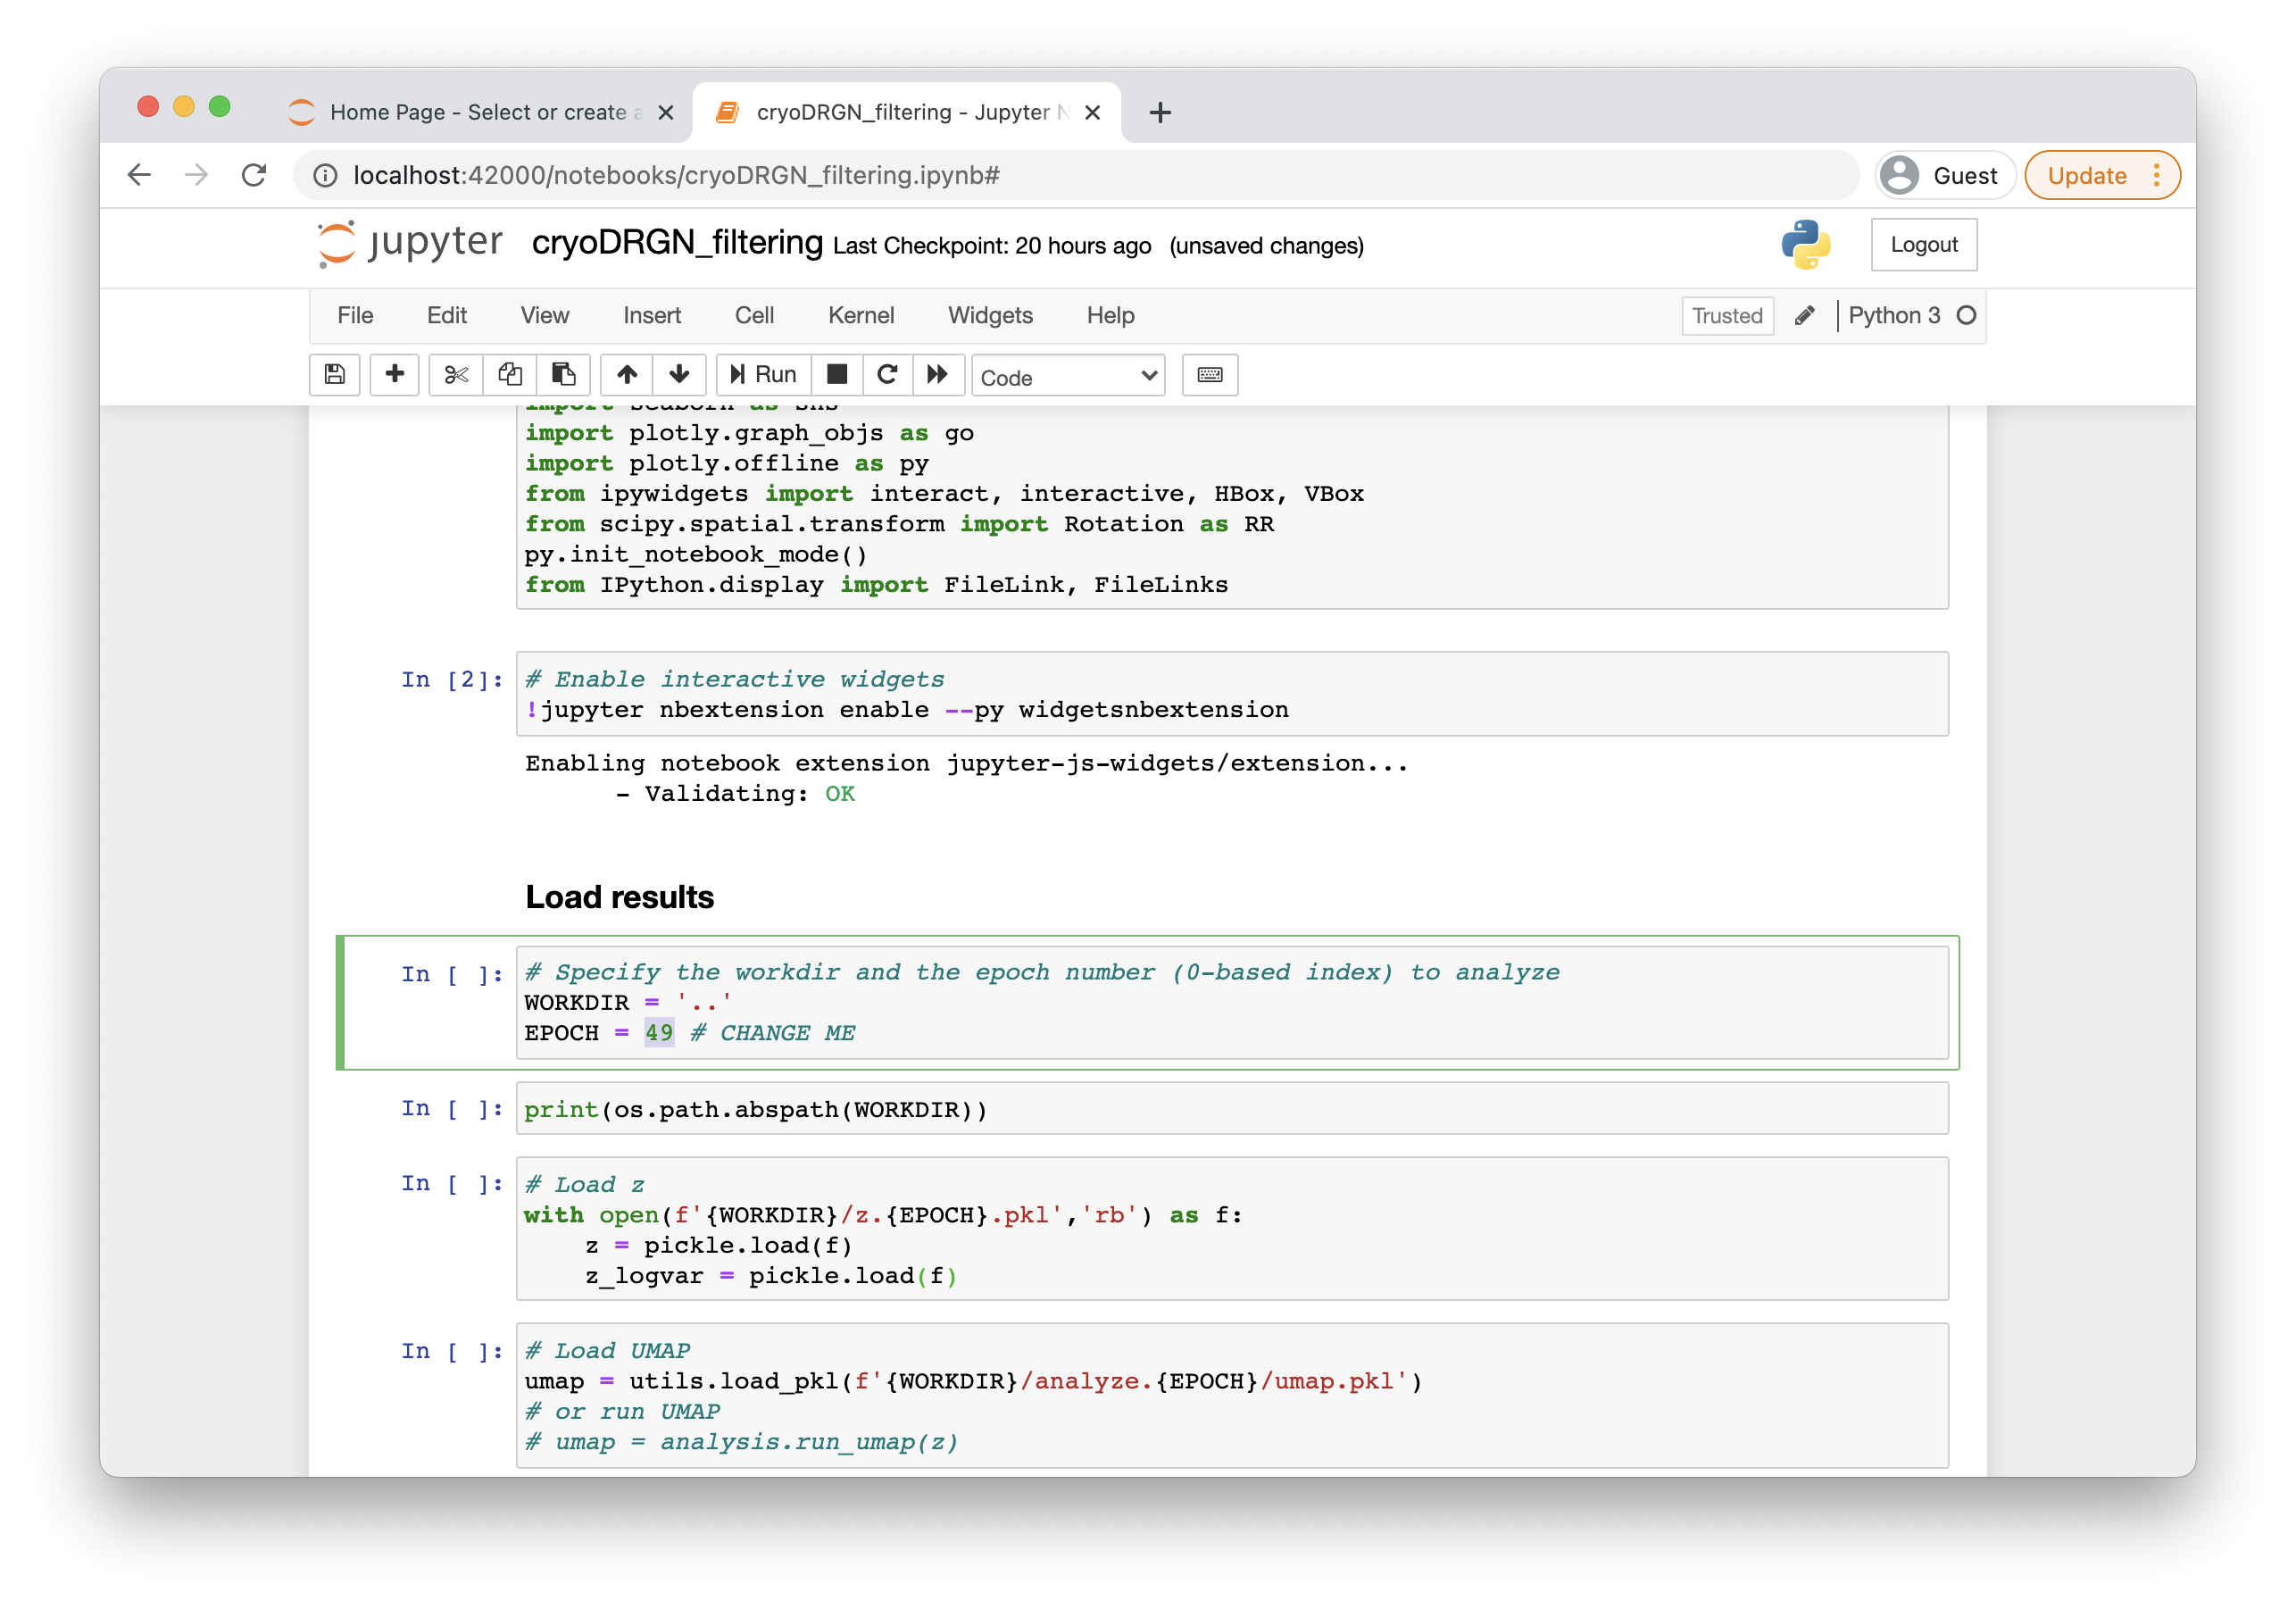 Home Page - Select or create a
cryoDRGN_filtering - Jupyter N
localhost:42000/notebooks/cryoDRGN_filtering.ipynb#
Guest
Update
jupyter cryoDRGN_filtering Last Checkpoint: 20 hours ago (unsaved changes)
Logout
File Edit View Insert Cell Kernel Widgets Help
Trusted
Python 3
Run
Code
import seaborn as sns
import plotly.graph_objs as go
import plotly.offline as py
from ipywidgets import interact, interactive, HBox, VBox
from scipy.spatial.transform import Rotation as RR
py.init_notebook_mode()
from IPython.display import FileLink, FileLinks
In [2]:
# Enable interactive widgets
!jupyter nbextension enable --py widgetsnbextension
Enabling notebook extension jupyter-js-widgets/extension...
- Validating: OK
Load results
In [ ]:
# Specify the workdir and the epoch number (0-based index) to analyze
WORKDIR = '..'
EPOCH = 49 # CHANGE ME
In [ ]:
print(os.path.abspath(WORKDIR))
In [ ]:
# Load z
with open(f'{WORKDIR}/z.{EPOCH}.pkl','rb') as f:
    z = pickle.load(f)
    z_logvar = pickle.load(f)
In [ ]:
# Load UMAP
umap = utils.load_pkl(f'{WORKDIR}/analyze.{EPOCH}/umap.pkl')
# or run UMAP
# umap = analysis.run_umap(z)